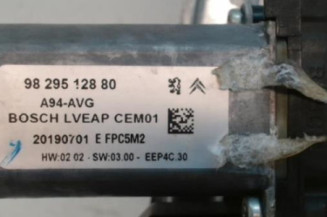 98 295 128 80
A94-AVG
BOSCH LVEAP CEM01
20190701 E FPC5M2
HW:02 02 - SW:03.00 - EEP4C.30